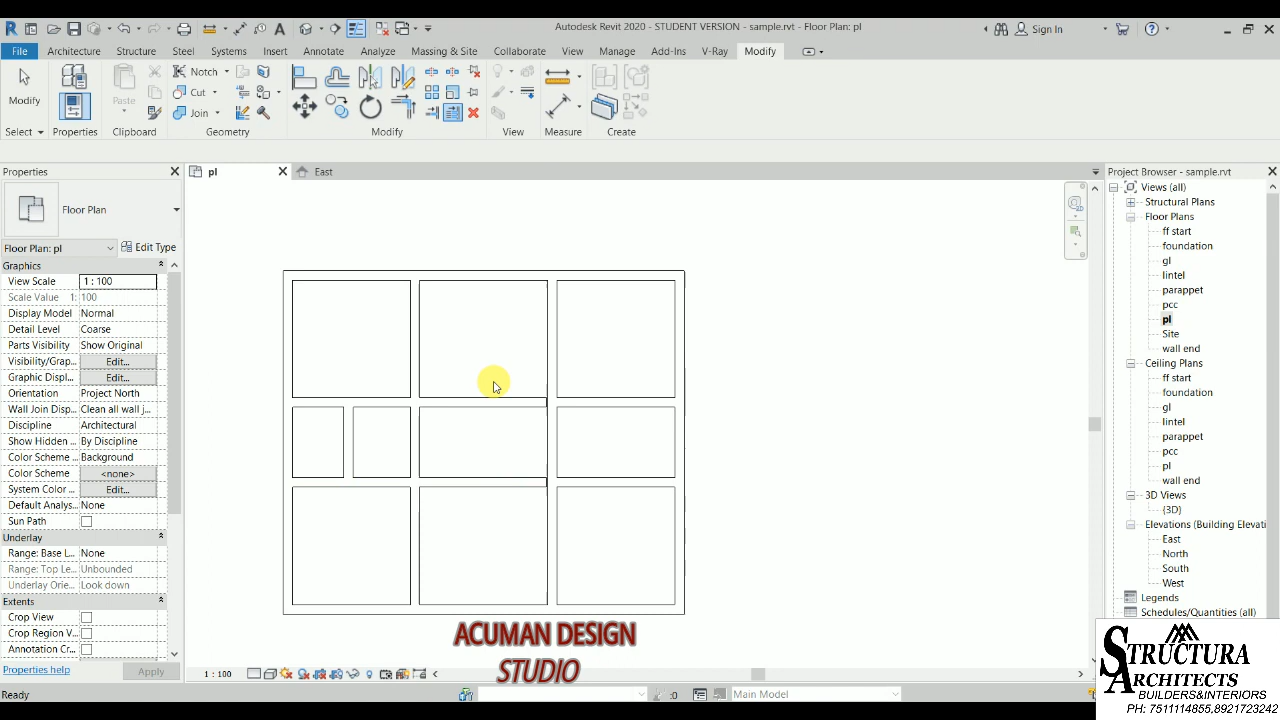 Autodesk Revit 2020 - STUDENT VERSION - sample.rvt - Floor Plan: pl
Sign In
File Architecture Structure Steel Systems Insert Annotate Analyze Massing & Site Collaborate View Manage Add-Ins V-Ray Modify
Modify Paste Notch Cut Join
Select Properties Clipboard Geometry Modify View Measure Create
Properties
pl East
Project Browser - sample.rvt
Floor Plan
Floor Plan: pl Edit Type
Graphics
View Scale 1 : 100
Scale Value 1: 100
Display Model Normal
Detail Level Coarse
Parts Visibility Show Original
Visibility/Grap... Edit...
Graphic Displ... Edit...
Orientation Project North
Wall Join Disp... Clean all wall j...
Discipline Architectural
Show Hidden ... By Discipline
Color Scheme ... Background
Color Scheme <none>
System Color ... Edit...
Default Analys... None
Sun Path
Underlay
Range: Base L... None
Range: Top Le... Unbounded
Underlay Orie... Look down
Extents
Crop View
Crop Region V...
Annotation Cr...
Properties help Apply
Views (all)
Structural Plans
Floor Plans
ff start
foundation
gl
lintel
parappet
pcc
pl
Site
wall end
Ceiling Plans
ff start
foundation
gl
lintel
parappet
pcc
pl
wall end
3D Views
{3D}
Elevations (Building Elevati
East
North
South
West
Legends
Schedules/Quantities (all)
ACUMAN DESIGN
STUDIO
1 : 100
Ready
:0
Main Model
STRUCTURA
ARCHITECTS
BUILDERS&INTERIORS
PH: 7511114855,8921723242